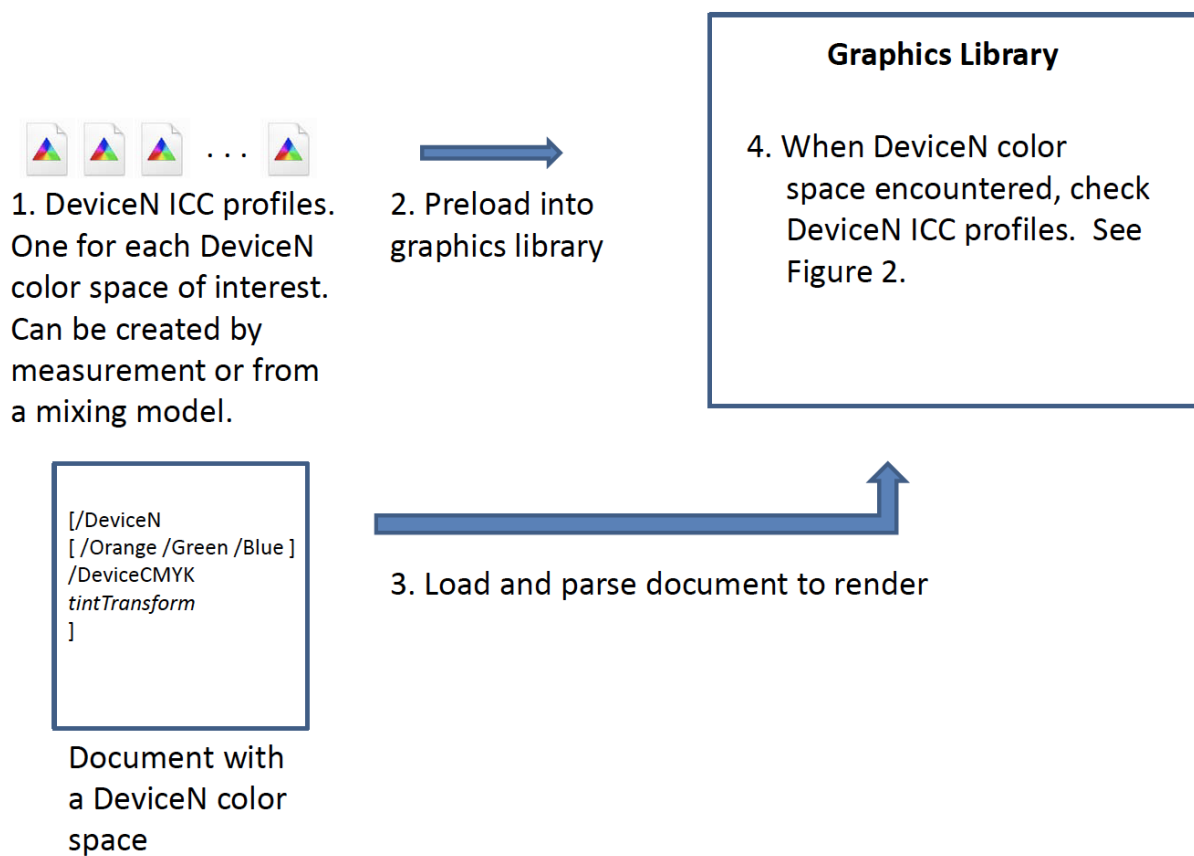 Graphics Library
4. When DeviceN color
space encountered, check
DeviceN ICC profiles.  See
Figure 2.
. . .
1. DeviceN ICC profiles.
One for each DeviceN
color space of interest.
Can be created by
measurement or from
a mixing model.
2. Preload into
graphics library
[/DeviceN
[ /Orange /Green /Blue ]
/DeviceCMYK
tintTransform
]
3. Load and parse document to render
Document with
a DeviceN color
space